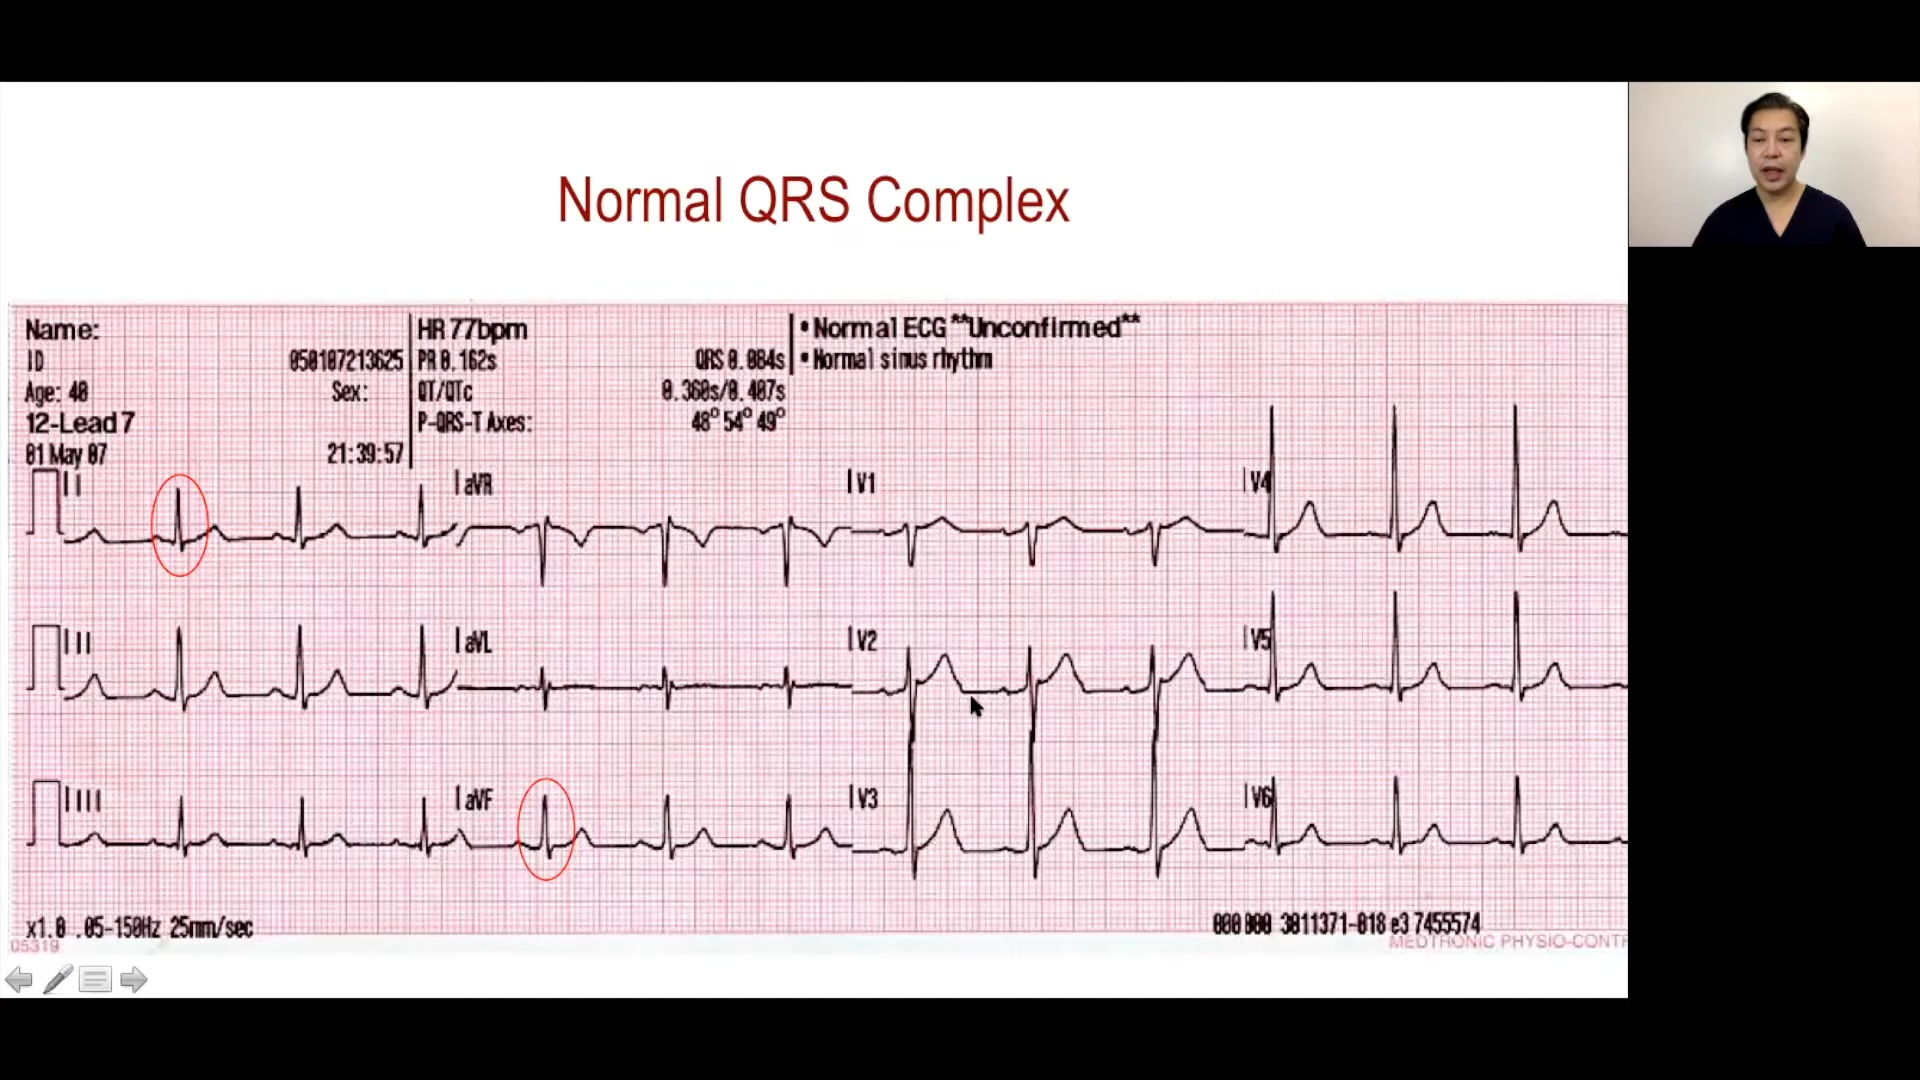 Normal QRS Complex
Name:
ID 050107213625
Age: 40 Sex:
12-Lead 7
01 May 07 21:39:57
HR 77bpm
PR 0.162s QRS 0.084s
QT/QTc 0.360s/0.407s
P-QRS-T Axes: 48° 54° 49°
• Normal ECG **Unconfirmed**
• Normal sinus rhythm
I aVR V1 V4
II aVL V2 V5
III aVF V3 V6
x1.0 .05-150Hz 25mm/sec
000 000 3011371-018 e3 7455574
05319
MEDTRONIC PHYSIO-CONTR